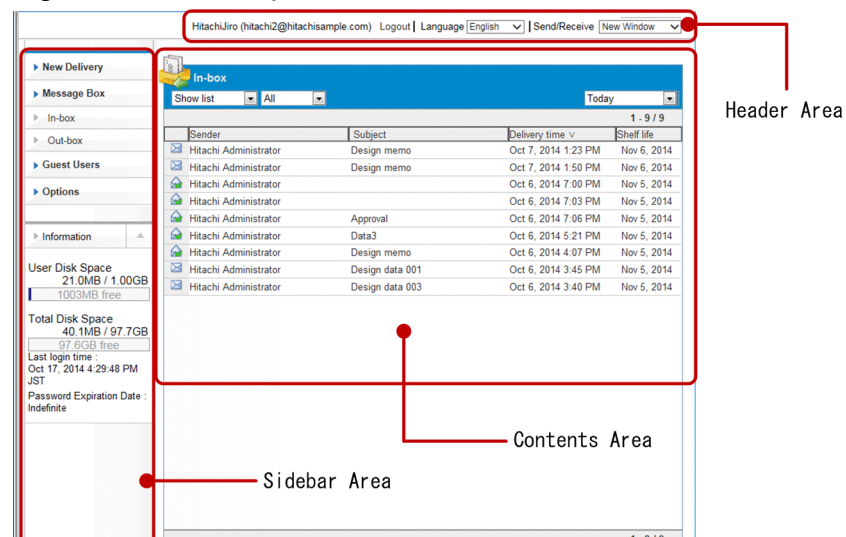 HitachiJiro (hitachi2@hitachisample.com) Logout | Language English | Send/Receive New Window
Header Area
New Delivery
Message Box
In-box
Out-box
Guest Users
Options
Information
User Disk Space
21.0MB / 1.00GB
1003MB free
Total Disk Space
40.1MB / 97.7GB
97.6GB free
Last login time :
Oct 17, 2014 4:29:48 PM
JST
Password Expiration Date :
Indefinite
Sidebar Area
In-box
Show list All Today
1 - 9 / 9
Sender Subject Delivery time ∨ Shelf life
Hitachi Administrator Design memo Oct 7, 2014 1:23 PM Nov 6, 2014
Hitachi Administrator Design memo Oct 7, 2014 1:50 PM Nov 6, 2014
Hitachi Administrator Oct 6, 2014 7:00 PM Nov 5, 2014
Hitachi Administrator Oct 6, 2014 7:03 PM Nov 5, 2014
Hitachi Administrator Approval Oct 6, 2014 7:06 PM Nov 5, 2014
Hitachi Administrator Data3 Oct 6, 2014 5:21 PM Nov 5, 2014
Hitachi Administrator Design memo Oct 6, 2014 4:07 PM Nov 5, 2014
Hitachi Administrator Design data 001 Oct 6, 2014 3:45 PM Nov 5, 2014
Hitachi Administrator Design data 003 Oct 6, 2014 3:40 PM Nov 5, 2014
Contents Area